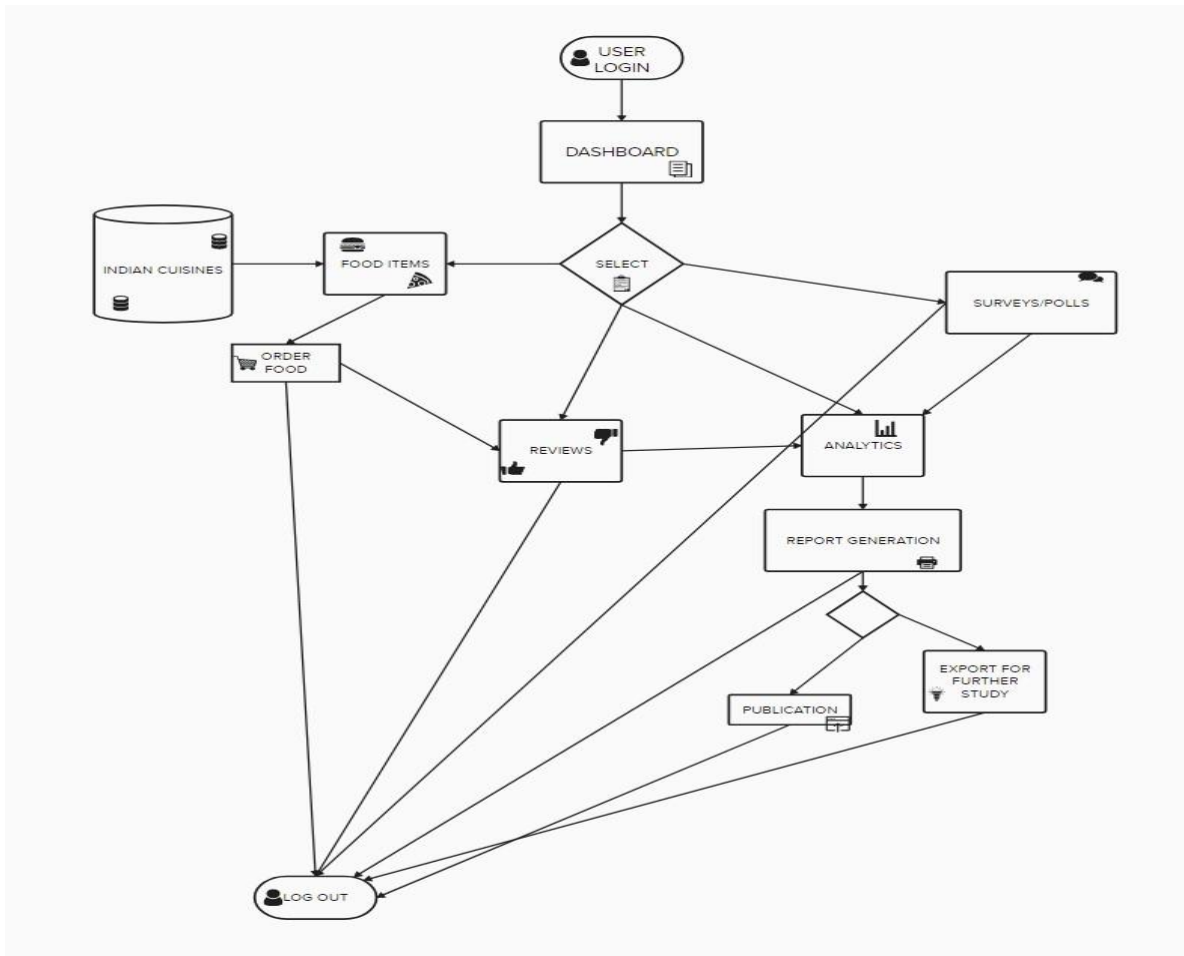 USER
LOGIN
DASHBOARD
INDIAN CUISINES
FOOD ITEMS
SELECT
SURVEYS/POLLS
ORDER
FOOD
REVIEWS
ANALYTICS
REPORT GENERATION
EXPORT FOR
FURTHER
STUDY
PUBLICATION
LOG OUT